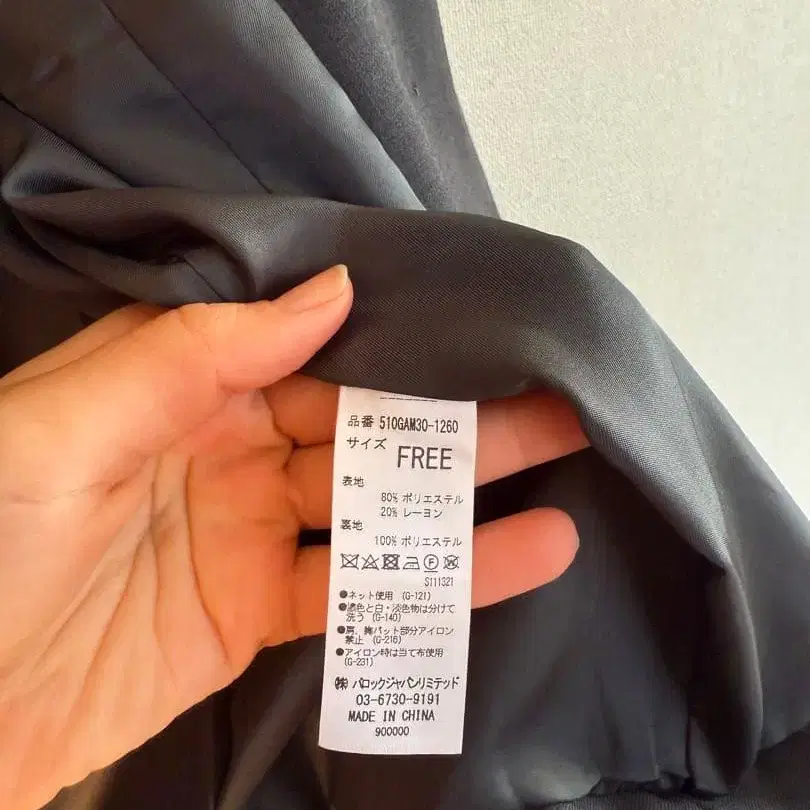 品番 510GAM30-1260
サイズ FREE
表地
80% ポリエステル
20% レーヨン
裏地
100% ポリエステル
S111321
●ネット使用 (G-121)
●濃色と白・淡色物は分けて
洗う (G-140)
●肩、胸パット部分アイロン
禁止 (G-216)
●アイロン時は当て布使用
(G-231)
㈱ バロックジャパンリミテッド
03-6730-9191
MADE IN CHINA
900000